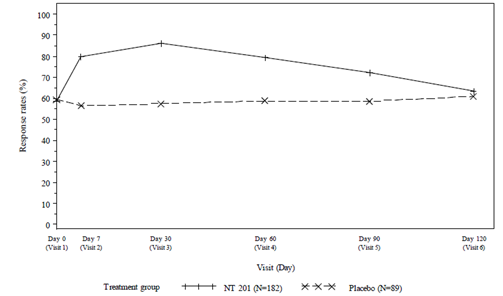 Response rates (%)
100
90
80
70
60
50
40
30
20
10
0
Day 0 Day 7 Day 30 Day 60 Day 90 Day 120
(Visit 1) (Visit 2) (Visit 3) (Visit 4) (Visit 5) (Visit 6)
Visit (Day)
Treatment group NT 201 (N=182) Placebo (N=89)